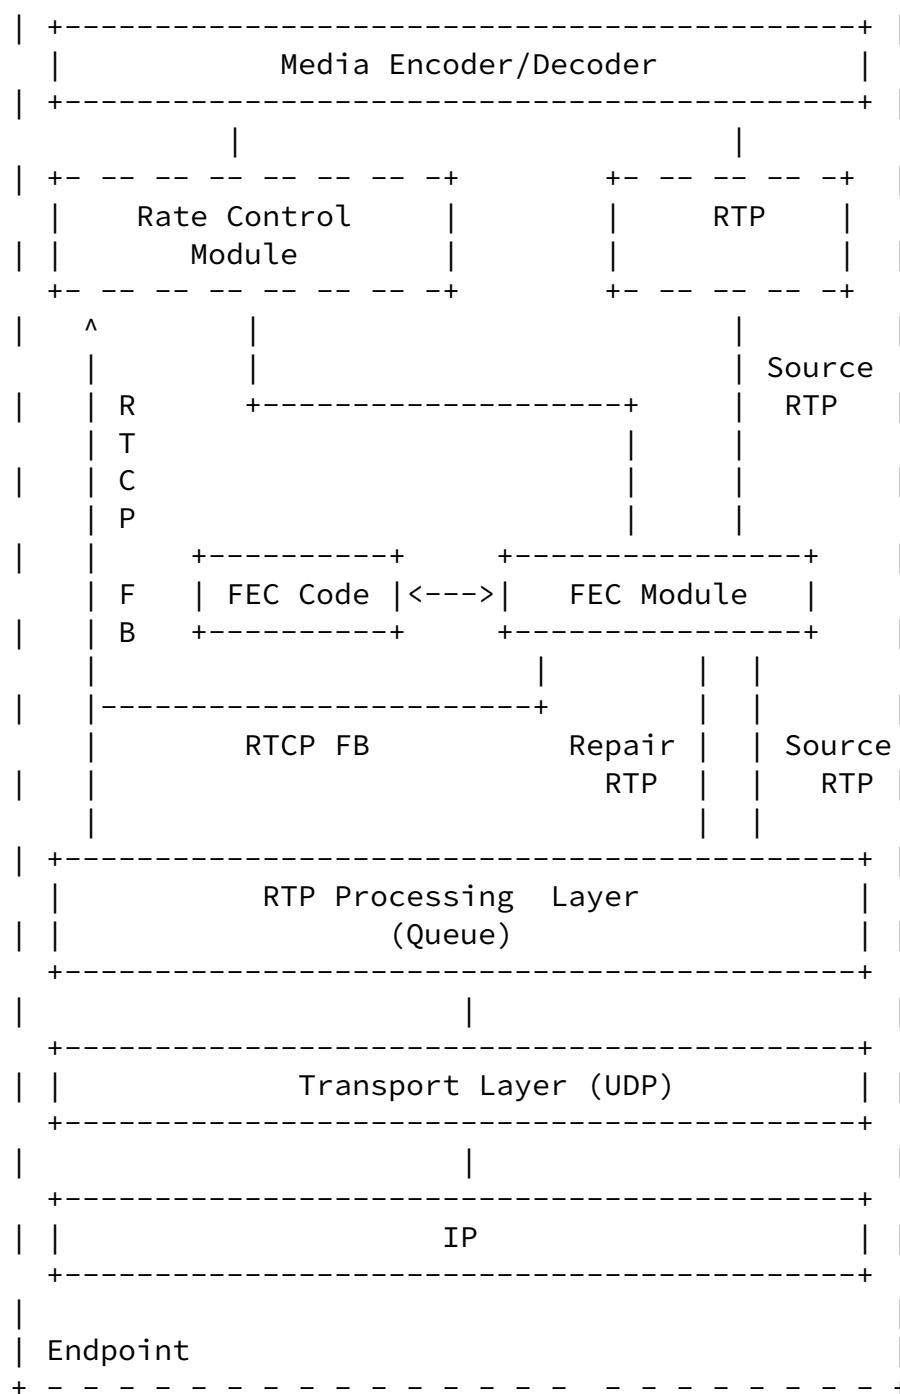 Media Encoder/Decoder
Rate Control
Module
RTP
Source
RTP
R
T
C
P
F
B
FEC Code
FEC Module
RTCP FB
Repair
RTP
Source
RTP
RTP Processing Layer
(Queue)
Transport Layer (UDP)
IP
Endpoint